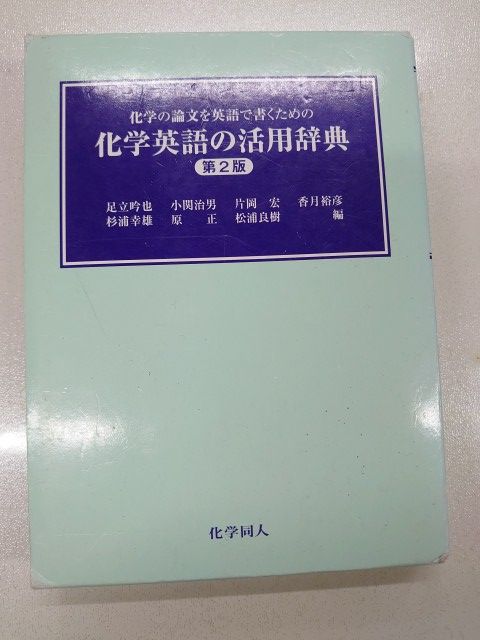 化学の論文を英語で書くための
化学英語の活用辞典
第2版
足立吟也 小関治男 片岡 宏 香月裕彦
杉浦幸雄 原 正 松浦良樹 編
化学同人